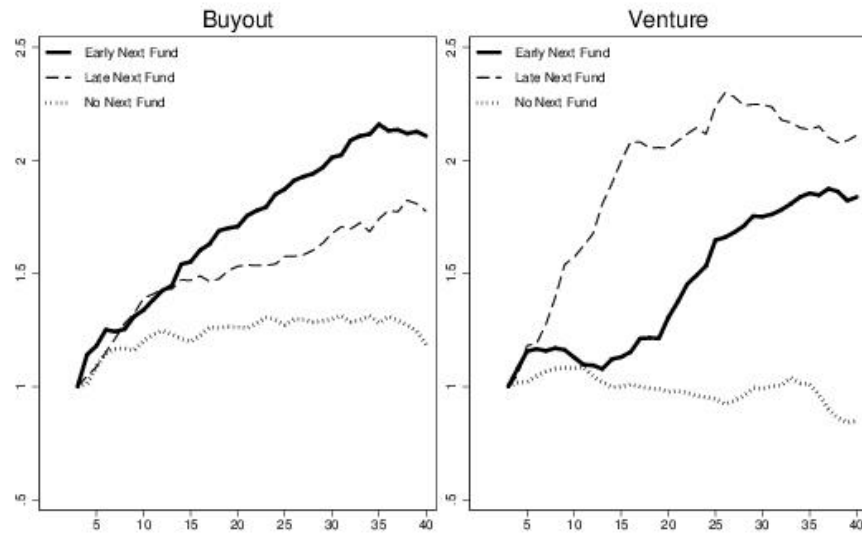 Buyout
Early Next Fund
Late Next Fund
No Next Fund
2.5
2
1.5
1
.5
5 10 15 20 25 30 35 40
Venture
Early Next Fund
Late Next Fund
No Next Fund
2.5
2
1.5
1
.5
5 10 15 20 25 30 35 40